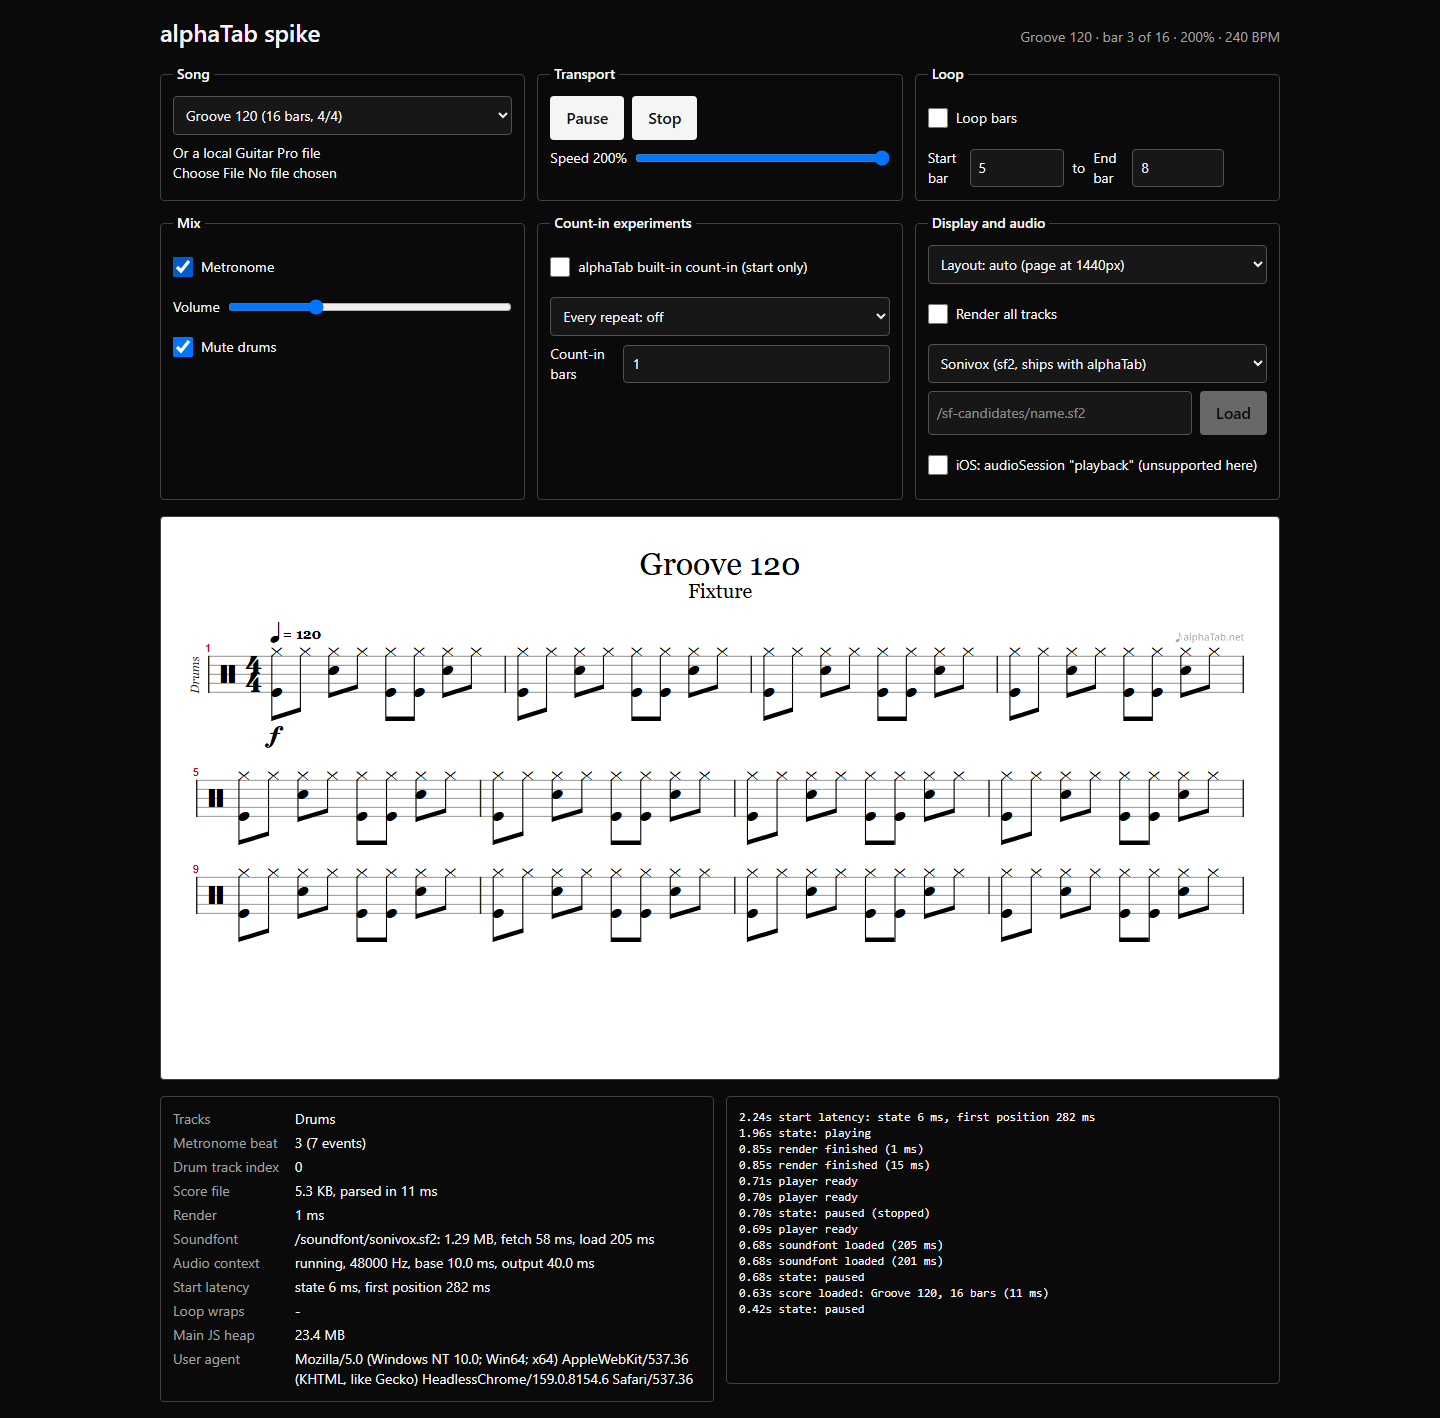 alphaTab spike
Groove 120 · bar 3 of 16 · 200% · 240 BPM
Song
Groove 120 (16 bars, 4/4)
Or a local Guitar Pro file
Choose File No file chosen
Transport
Pause
Stop
Speed 200%
Loop
Loop bars
Start bar
5
to
End bar
8
Mix
Metronome
Volume
Mute drums
Count-in experiments
alphaTab built-in count-in (start only)
Every repeat: off
Count-in bars
1
Display and audio
Layout: auto (page at 1440px)
Render all tracks
Sonivox (sf2, ships with alphaTab)
/sf-candidates/name.sf2
Load
iOS: audioSession "playback" (unsupported here)
Groove 120
Fixture
= 120
alphaTab.net
1
Drums
4
4
f
5
9
Tracks Drums
Metronome beat 3 (7 events)
Drum track index 0
Score file 5.3 KB, parsed in 11 ms
Render 1 ms
Soundfont /soundfont/sonivox.sf2: 1.29 MB, fetch 58 ms, load 205 ms
Audio context running, 48000 Hz, base 10.0 ms, output 40.0 ms
Start latency state 6 ms, first position 282 ms
Loop wraps -
Main JS heap 23.4 MB
User agent Mozilla/5.0 (Windows NT 10.0; Win64; x64) AppleWebKit/537.36
(KHTML, like Gecko) HeadlessChrome/159.0.8154.6 Safari/537.36
2.24s start latency: state 6 ms, first position 282 ms
1.96s state: playing
0.85s render finished (1 ms)
0.85s render finished (15 ms)
0.71s player ready
0.70s player ready
0.70s state: paused (stopped)
0.69s player ready
0.68s soundfont loaded (205 ms)
0.68s soundfont loaded (201 ms)
0.68s state: paused
0.63s score loaded: Groove 120, 16 bars (11 ms)
0.42s state: paused